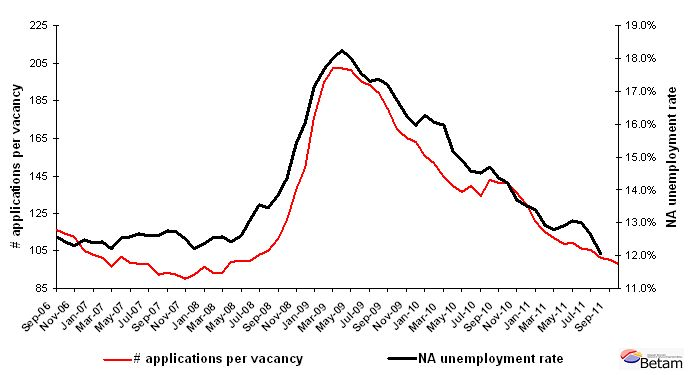 # applications per vacancy
225
205
185
165
145
125
105
85
19.0%
18.0%
17.0%
16.0%
15.0%
14.0%
13.0%
12.0%
11.0%
NA unemployment rate
Sep-06
Nov-06
Jan-07
Mar-07
May-07
Jul-07
Sep-07
Nov-07
Jan-08
Mar-08
May-08
Jul-08
Sep-08
Nov-08
Jan-09
Mar-09
May-09
Jul-09
Sep-09
Nov-09
Jan-10
Mar-10
May-10
Jul-10
Sep-10
Nov-10
Jan-11
Mar-11
May-11
Jul-11
Sep-11
# applications per vacancy
NA unemployment rate
Betam